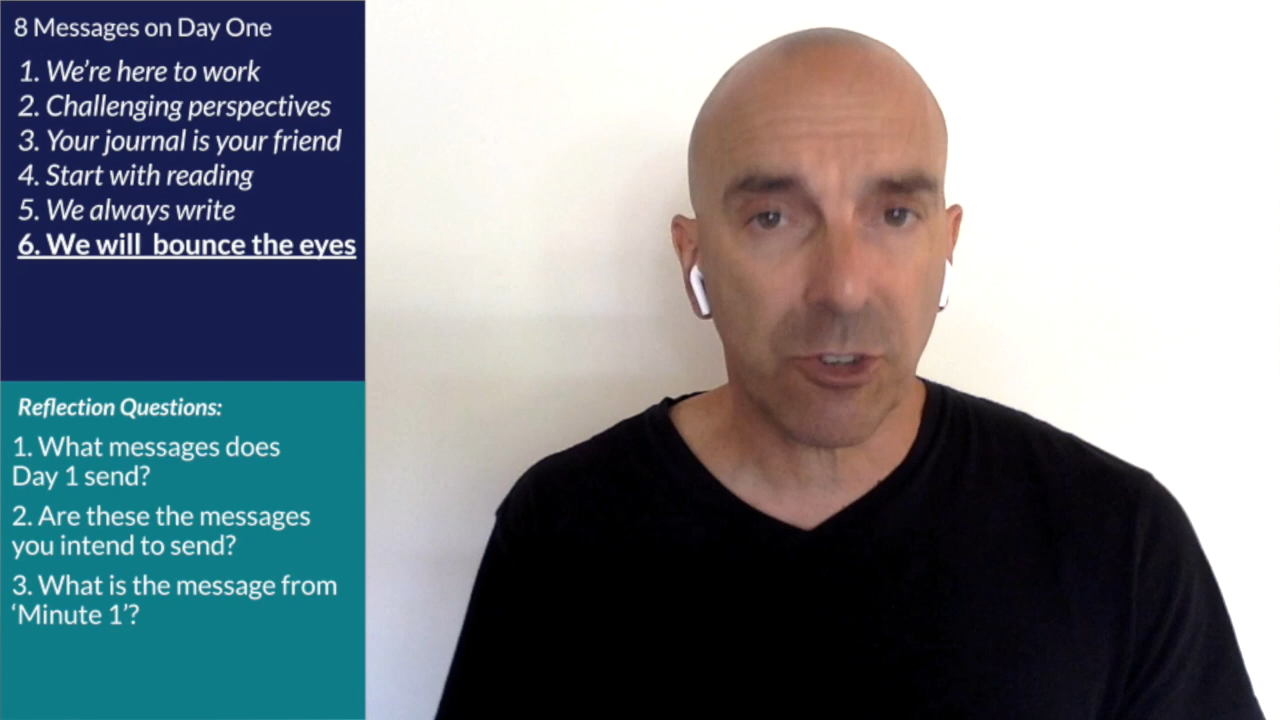 8 Messages on Day One
1. We’re here to work
2. Challenging perspectives
3. Your journal is your friend
4. Start with reading
5. We always write
6. We will  bounce the eyes
Reflection Questions:
1. What messages does
Day 1 send?
2. Are these the messages
you intend to send?
3. What is the message from
‘Minute 1’?